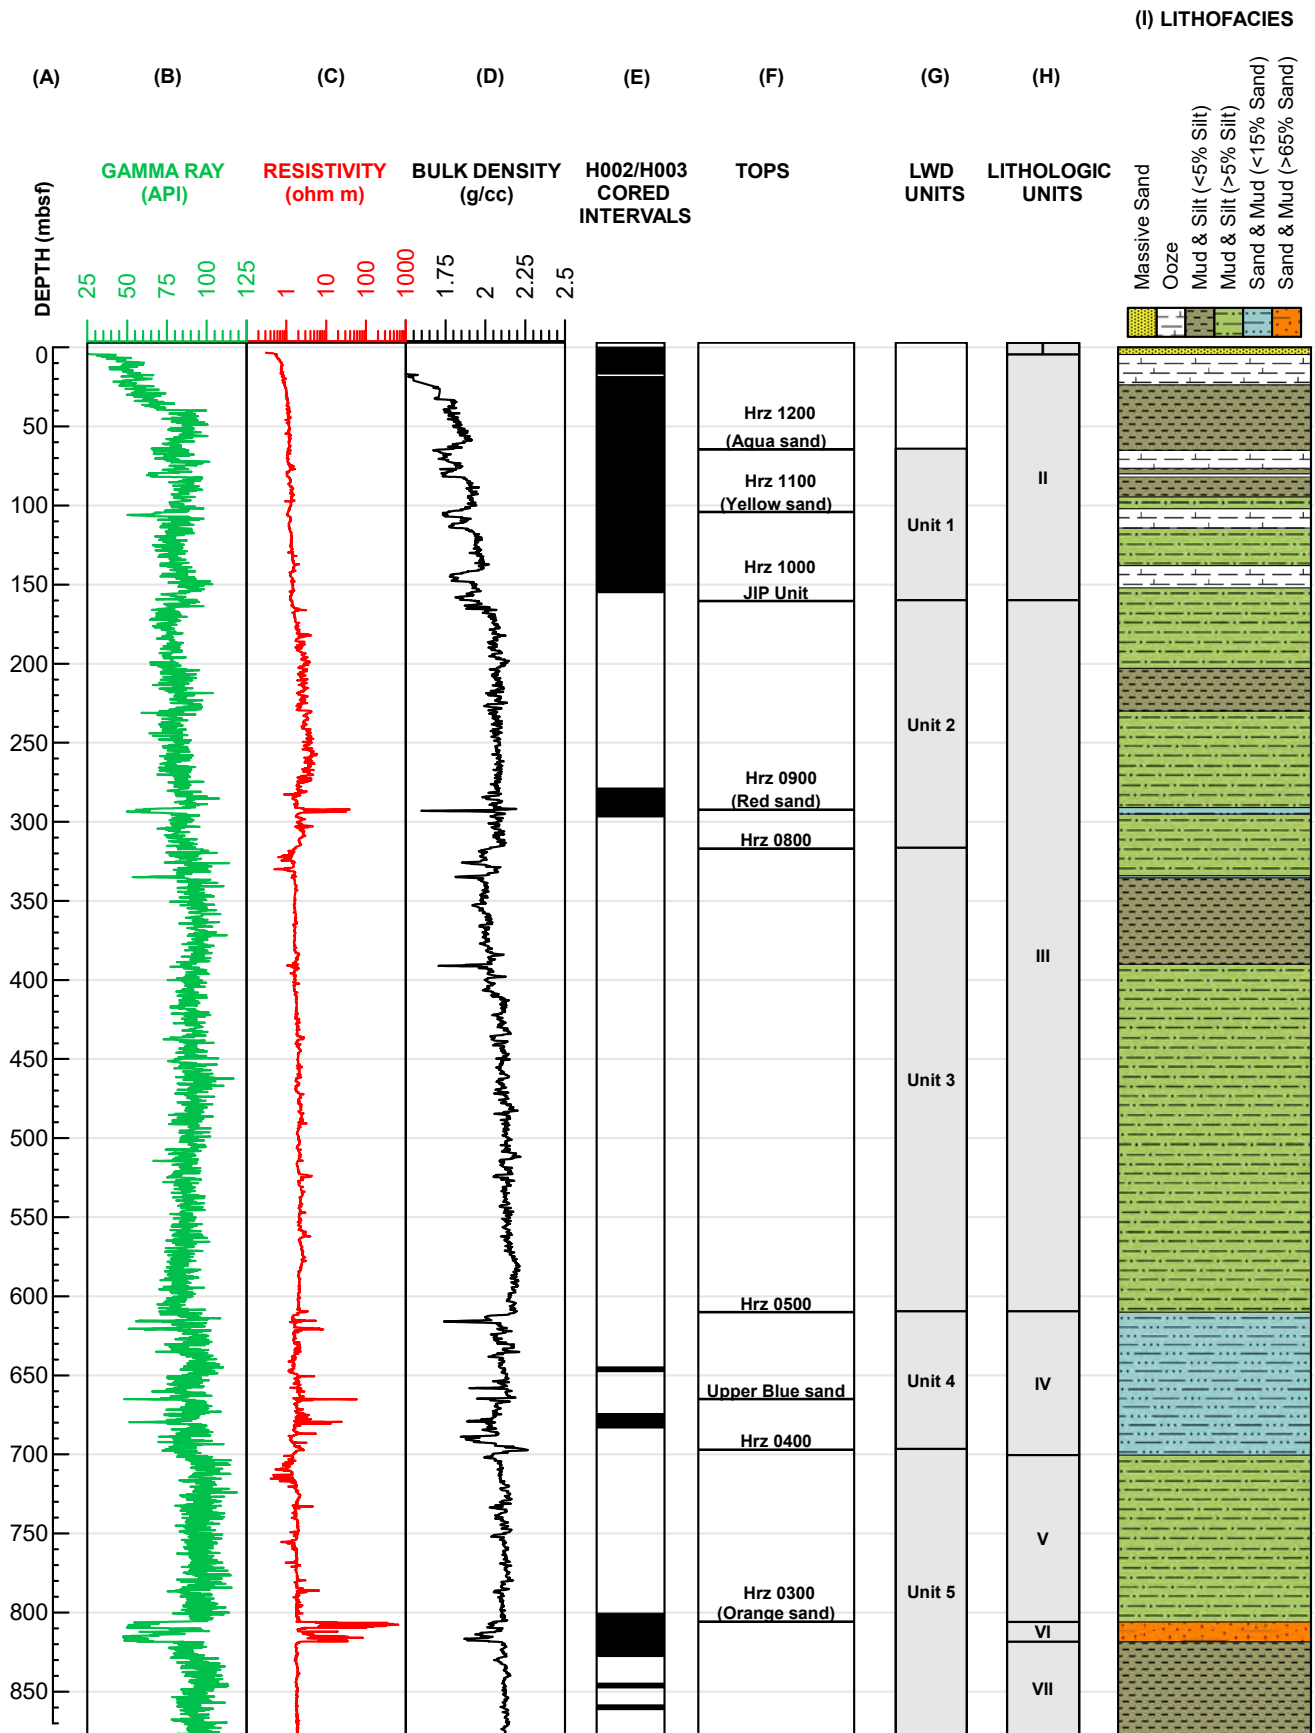 (I) LITHOFACIES
(A)
(B)
(C)
(D)
(E)
(F)
(G)
(H)
DEPTH (mbsf)
GAMMA RAY
(API)
RESISTIVITY
(ohm m)
BULK DENSITY
(g/cc)
H002/H003
CORED
INTERVALS
TOPS
LWD
UNITS
LITHOLOGIC
UNITS
Massive Sand
Ooze
Mud & Silt (<5% Silt)
Mud & Silt (>5% Silt)
Sand & Mud (<15% Sand)
Sand & Mud (>65% Sand)
25 50 75 100 125
1 10 100 1000
1.75 2 2.25 2.5
0
50
100
150
200
250
300
350
400
450
500
550
600
650
700
750
800
850
Hrz 1200
(Aqua sand)
Hrz 1100
(Yellow sand)
Hrz 1000
JIP Unit
Hrz 0900
(Red sand)
Hrz 0800
Hrz 0500
Upper Blue sand
Hrz 0400
Hrz 0300
(Orange sand)
Unit 1
Unit 2
Unit 3
Unit 4
Unit 5
I
II
III
IV
V
VI
VII